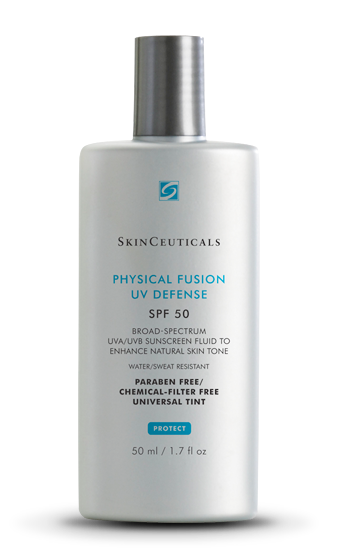 SKINCEUTICALS
PHYSICAL FUSION
UV DEFENSE
SPF 50
BROAD-SPECTRUM
UVA/UVB SUNSCREEN FLUID TO
ENHANCE NATURAL SKIN TONE
WATER/SWEAT RESISTANT
PARABEN FREE/
CHEMICAL-FILTER FREE
UNIVERSAL TINT
PROTECT
50 ml / 1.7 fl oz